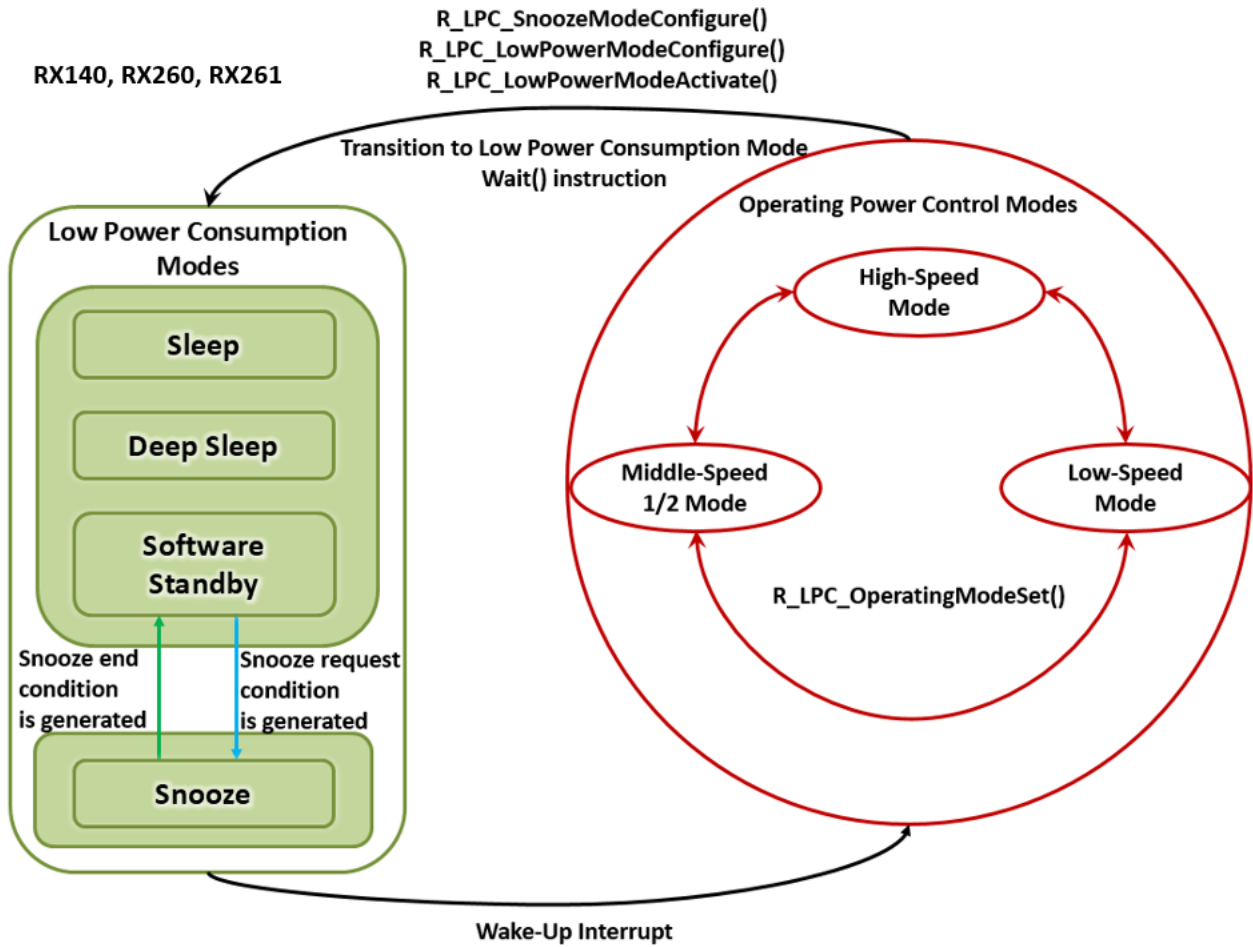 R_LPC_SnoozeModeConfigure()
R_LPC_LowPowerModeConfigure()
R_LPC_LowPowerModeActivate()
RX140, RX260, RX261
Transition to Low Power Consumption Mode
Wait() instruction
Low Power Consumption
Modes
Sleep
Deep Sleep
Software
Standby
Snooze end
condition
is generated
Snooze request
condition
is generated
Snooze
Operating Power Control Modes
High-Speed
Mode
Middle-Speed
1/2 Mode
Low-Speed
Mode
R_LPC_OperatingModeSet()
Wake-Up Interrupt